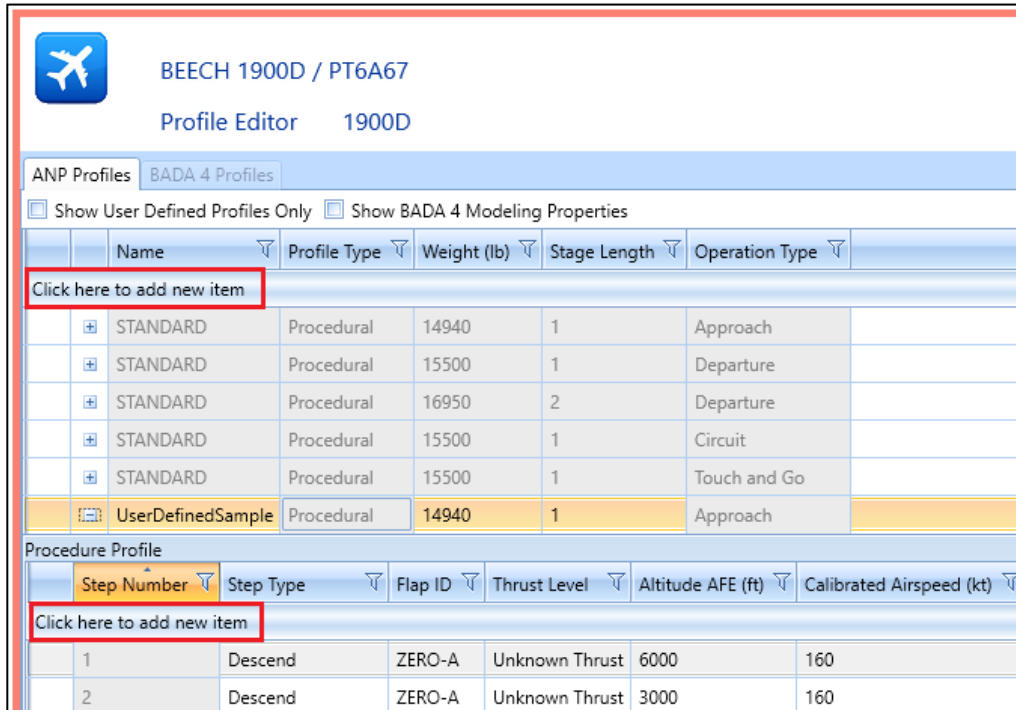 BEECH 1900D / PT6A67
Profile Editor 1900D
ANP Profiles BADA 4 Profiles
Show User Defined Profiles Only Show BADA 4 Modeling Properties
Name Profile Type Weight (lb) Stage Length Operation Type
Click here to add new item
STANDARD Procedural 14940 1 Approach
STANDARD Procedural 15500 1 Departure
STANDARD Procedural 16950 2 Departure
STANDARD Procedural 15500 1 Circuit
STANDARD Procedural 15500 1 Touch and Go
UserDefinedSample Procedural 14940 1 Approach
Procedure Profile
Step Number Step Type Flap ID Thrust Level Altitude AFE (ft) Calibrated Airspeed (kt)
Click here to add new item
1 Descend ZERO-A Unknown Thrust 6000 160
2 Descend ZERO-A Unknown Thrust 3000 160